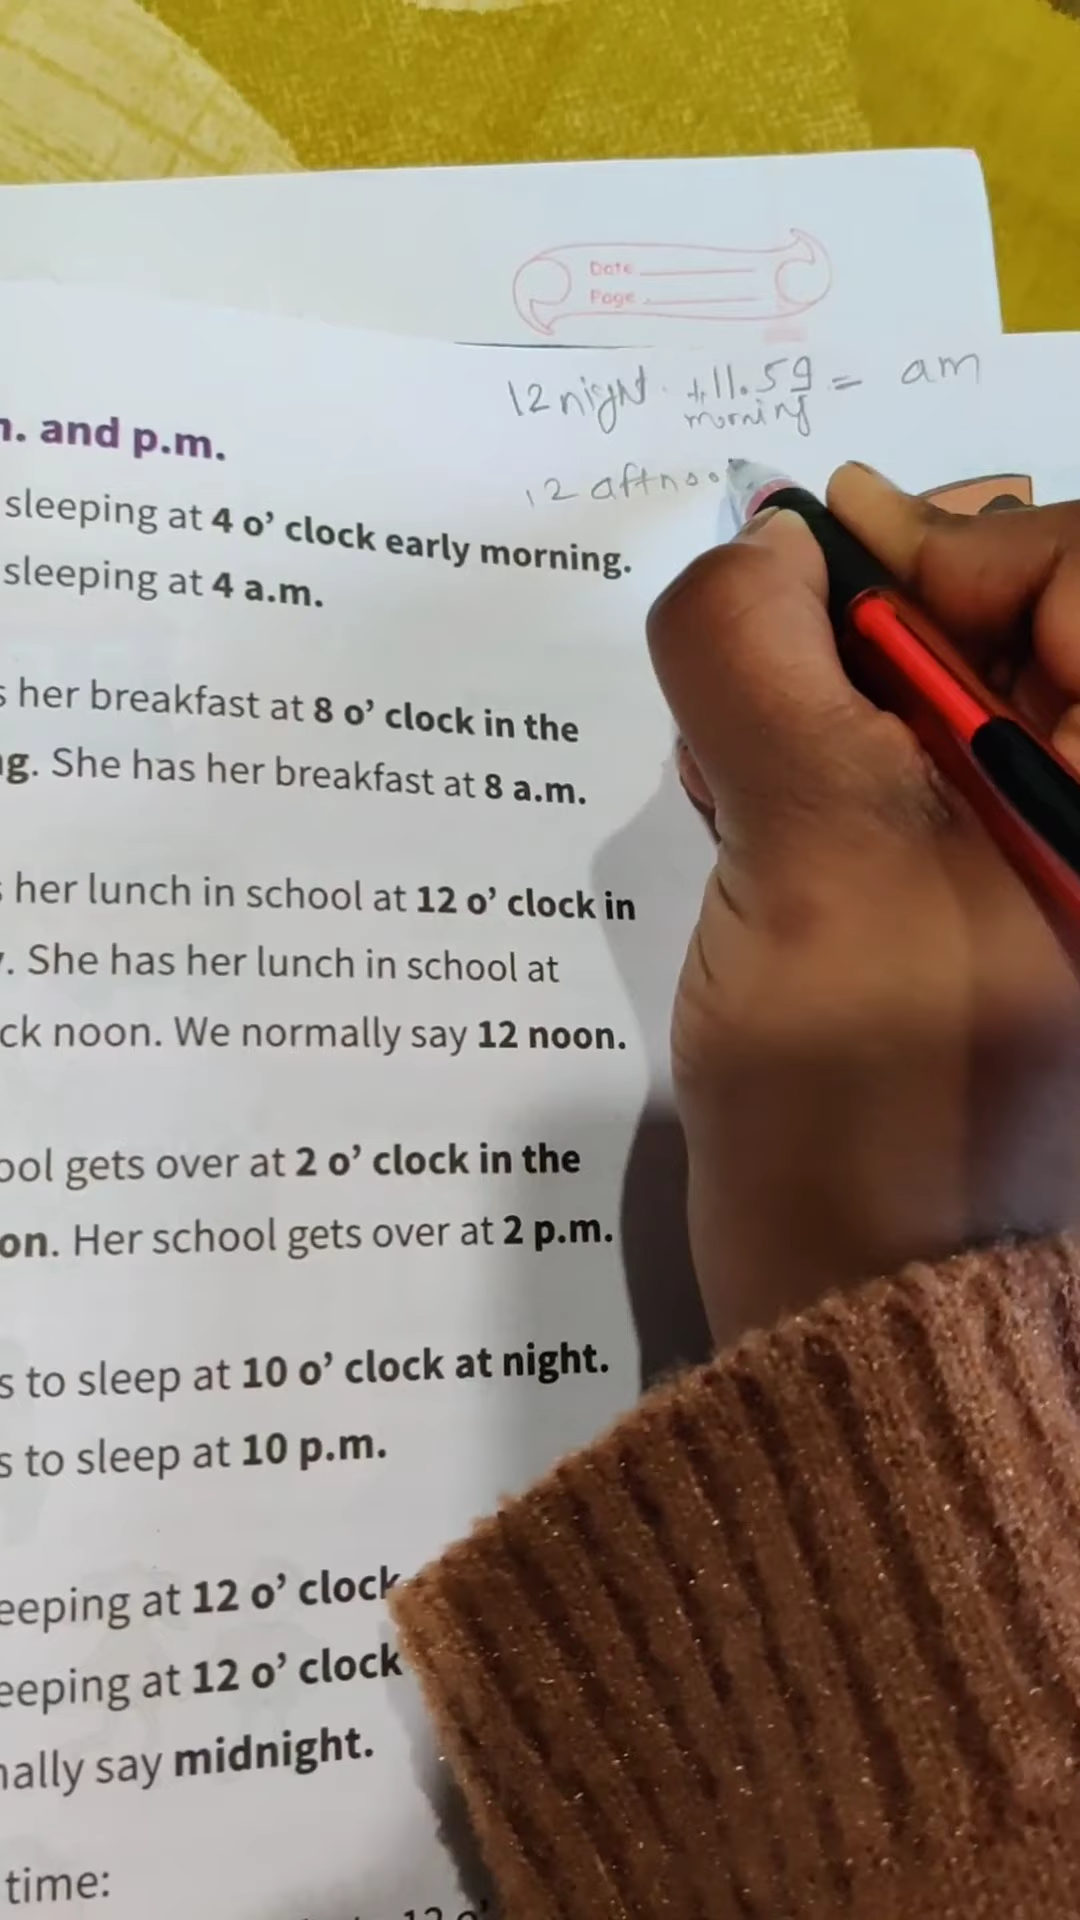 Date
Page
12 night. to 11.59 = am
morning
12 aftnoo
. and p.m.
sleeping at 4 o' clock early morning.
sleeping at 4 a.m.
her breakfast at 8 o' clock in the
g. She has her breakfast at 8 a.m.
her lunch in school at 12 o' clock in
. She has her lunch in school at
ck noon. We normally say 12 noon.
ool gets over at 2 o' clock in the
on. Her school gets over at 2 p.m.
s to sleep at 10 o' clock at night.
s to sleep at 10 p.m.
eeping at 12 o' clock
eeping at 12 o' clock
nally say midnight.
time: